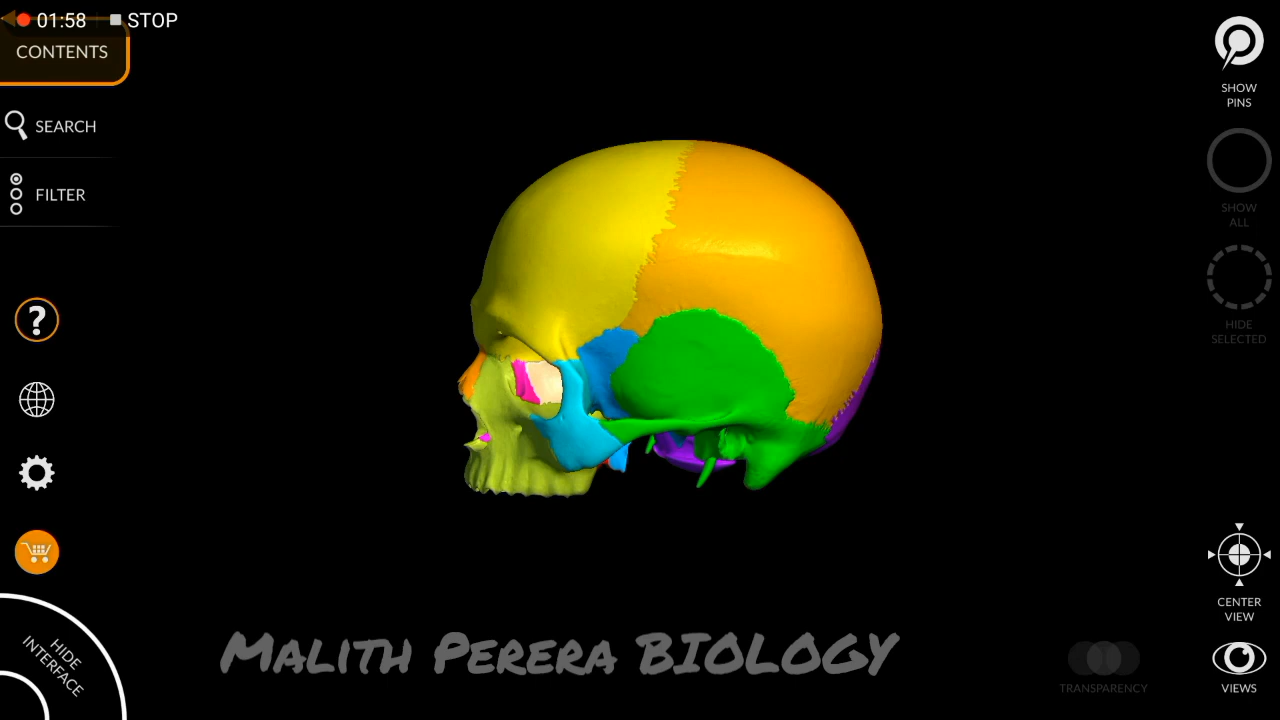 01:58 STOP
CONTENTS
SEARCH
FILTER
?
HIDE
INTERFACE
SHOW
PINS
SHOW
ALL
HIDE
SELECTED
CENTER
VIEW
TRANSPARENCY
VIEWS
MALITH PERERA BIOLOGY